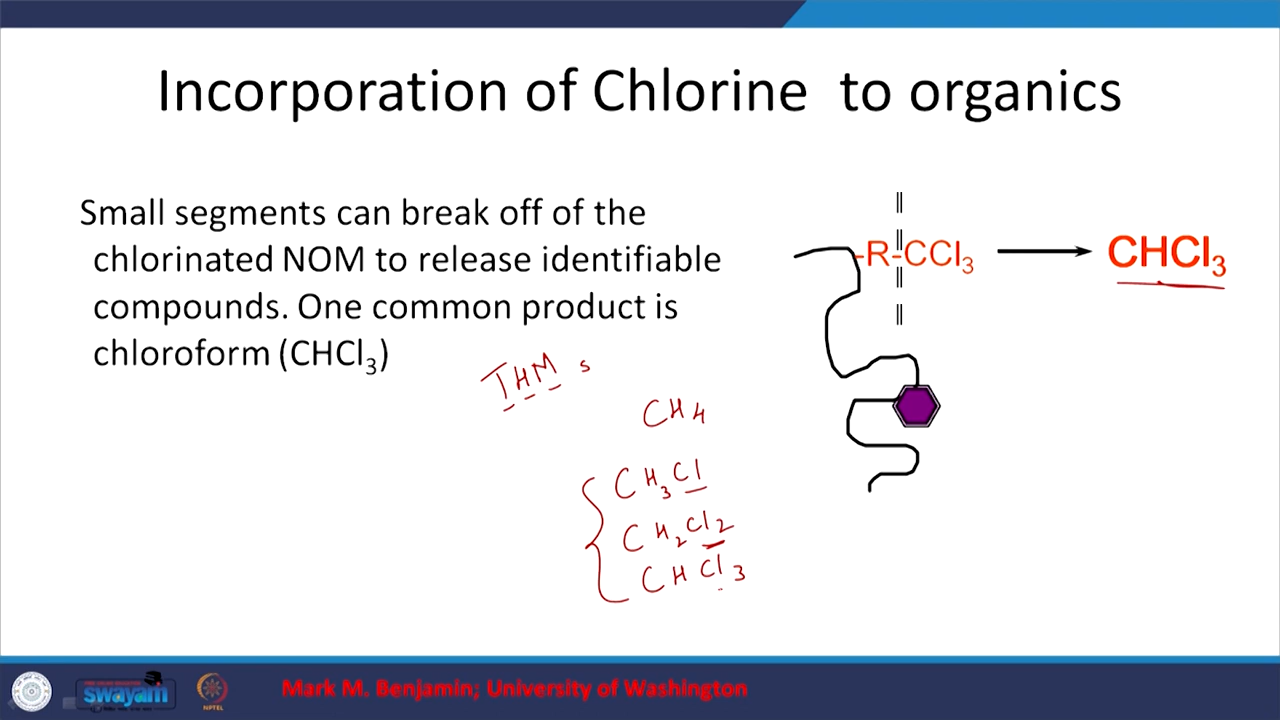 Incorporation of Chlorine to organics
Small segments can break off of the
chlorinated NOM to release identifiable
compounds. One common product is
chloroform (CHCl3)
-R-CCl3
CHCl3
THM s
CH4
CH3Cl
CH2Cl2
CHCl3
swayam
NPTEL
Mark M. Benjamin; University of Washington